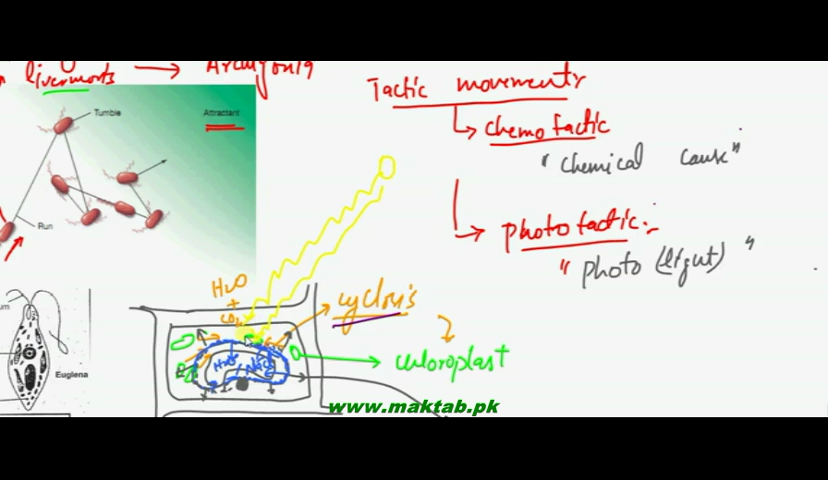 liverworts → Archegonia
Tactic movements
Tumble
Attractant
chemotactic
"chemical cause"
Run
phototactic:-
"photo (light)"
H₂O
+
CO₂
cyclosis
Euglena
chloroplast
www.maktab.pk